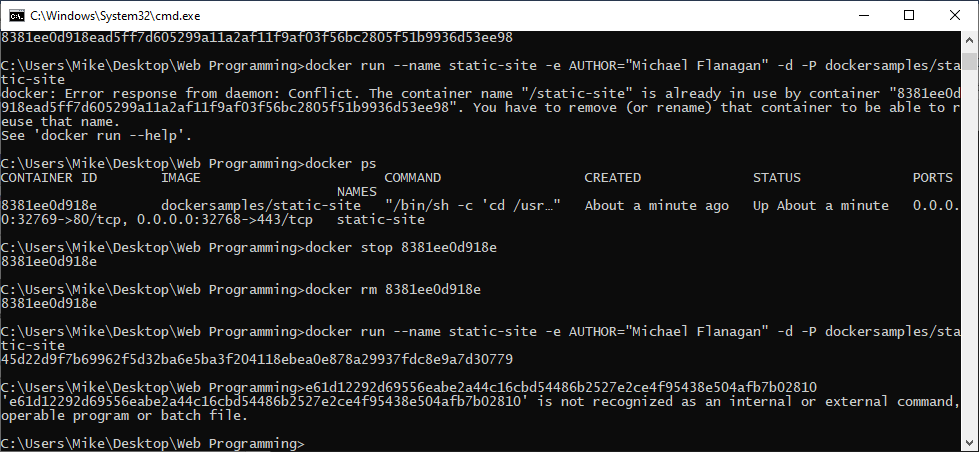 C:\Windows\System32\cmd.exe
8381ee0d918ead5ff7d605299a11a2af11f9af03f56bc2805f51b9936d53ee98
C:\Users\Mike\Desktop\Web Programming>docker run --name static-site -e AUTHOR="Michael Flanagan" -d -P dockersamples/sta
tic-site
docker: Error response from daemon: Conflict. The container name "/static-site" is already in use by container "8381ee0d
918ead5ff7d605299a11a2af11f9af03f56bc2805f51b9936d53ee98". You have to remove (or rename) that container to be able to r
euse that name.
See 'docker run --help'.
C:\Users\Mike\Desktop\Web Programming>docker ps
CONTAINER ID        IMAGE                       COMMAND                  CREATED              STATUS              PORTS
NAMES
8381ee0d918e        dockersamples/static-site   "/bin/sh -c 'cd /usr…"   About a minute ago   Up About a minute   0.0.0.
0:32769->80/tcp, 0.0.0.0:32768->443/tcp   static-site
C:\Users\Mike\Desktop\Web Programming>docker stop 8381ee0d918e
8381ee0d918e
C:\Users\Mike\Desktop\Web Programming>docker rm 8381ee0d918e
8381ee0d918e
C:\Users\Mike\Desktop\Web Programming>docker run --name static-site -e AUTHOR="Michael Flanagan" -d -P dockersamples/sta
tic-site
45d22d9f7b69962f5d32ba6e5ba3f204118ebea0e878a29937fdc8e9a7d30779
C:\Users\Mike\Desktop\Web Programming>e61d12292d69556eabe2a44c16cbd54486b2527e2ce4f95438e504afb7b02810
'e61d12292d69556eabe2a44c16cbd54486b2527e2ce4f95438e504afb7b02810' is not recognized as an internal or external command,
operable program or batch file.
C:\Users\Mike\Desktop\Web Programming>